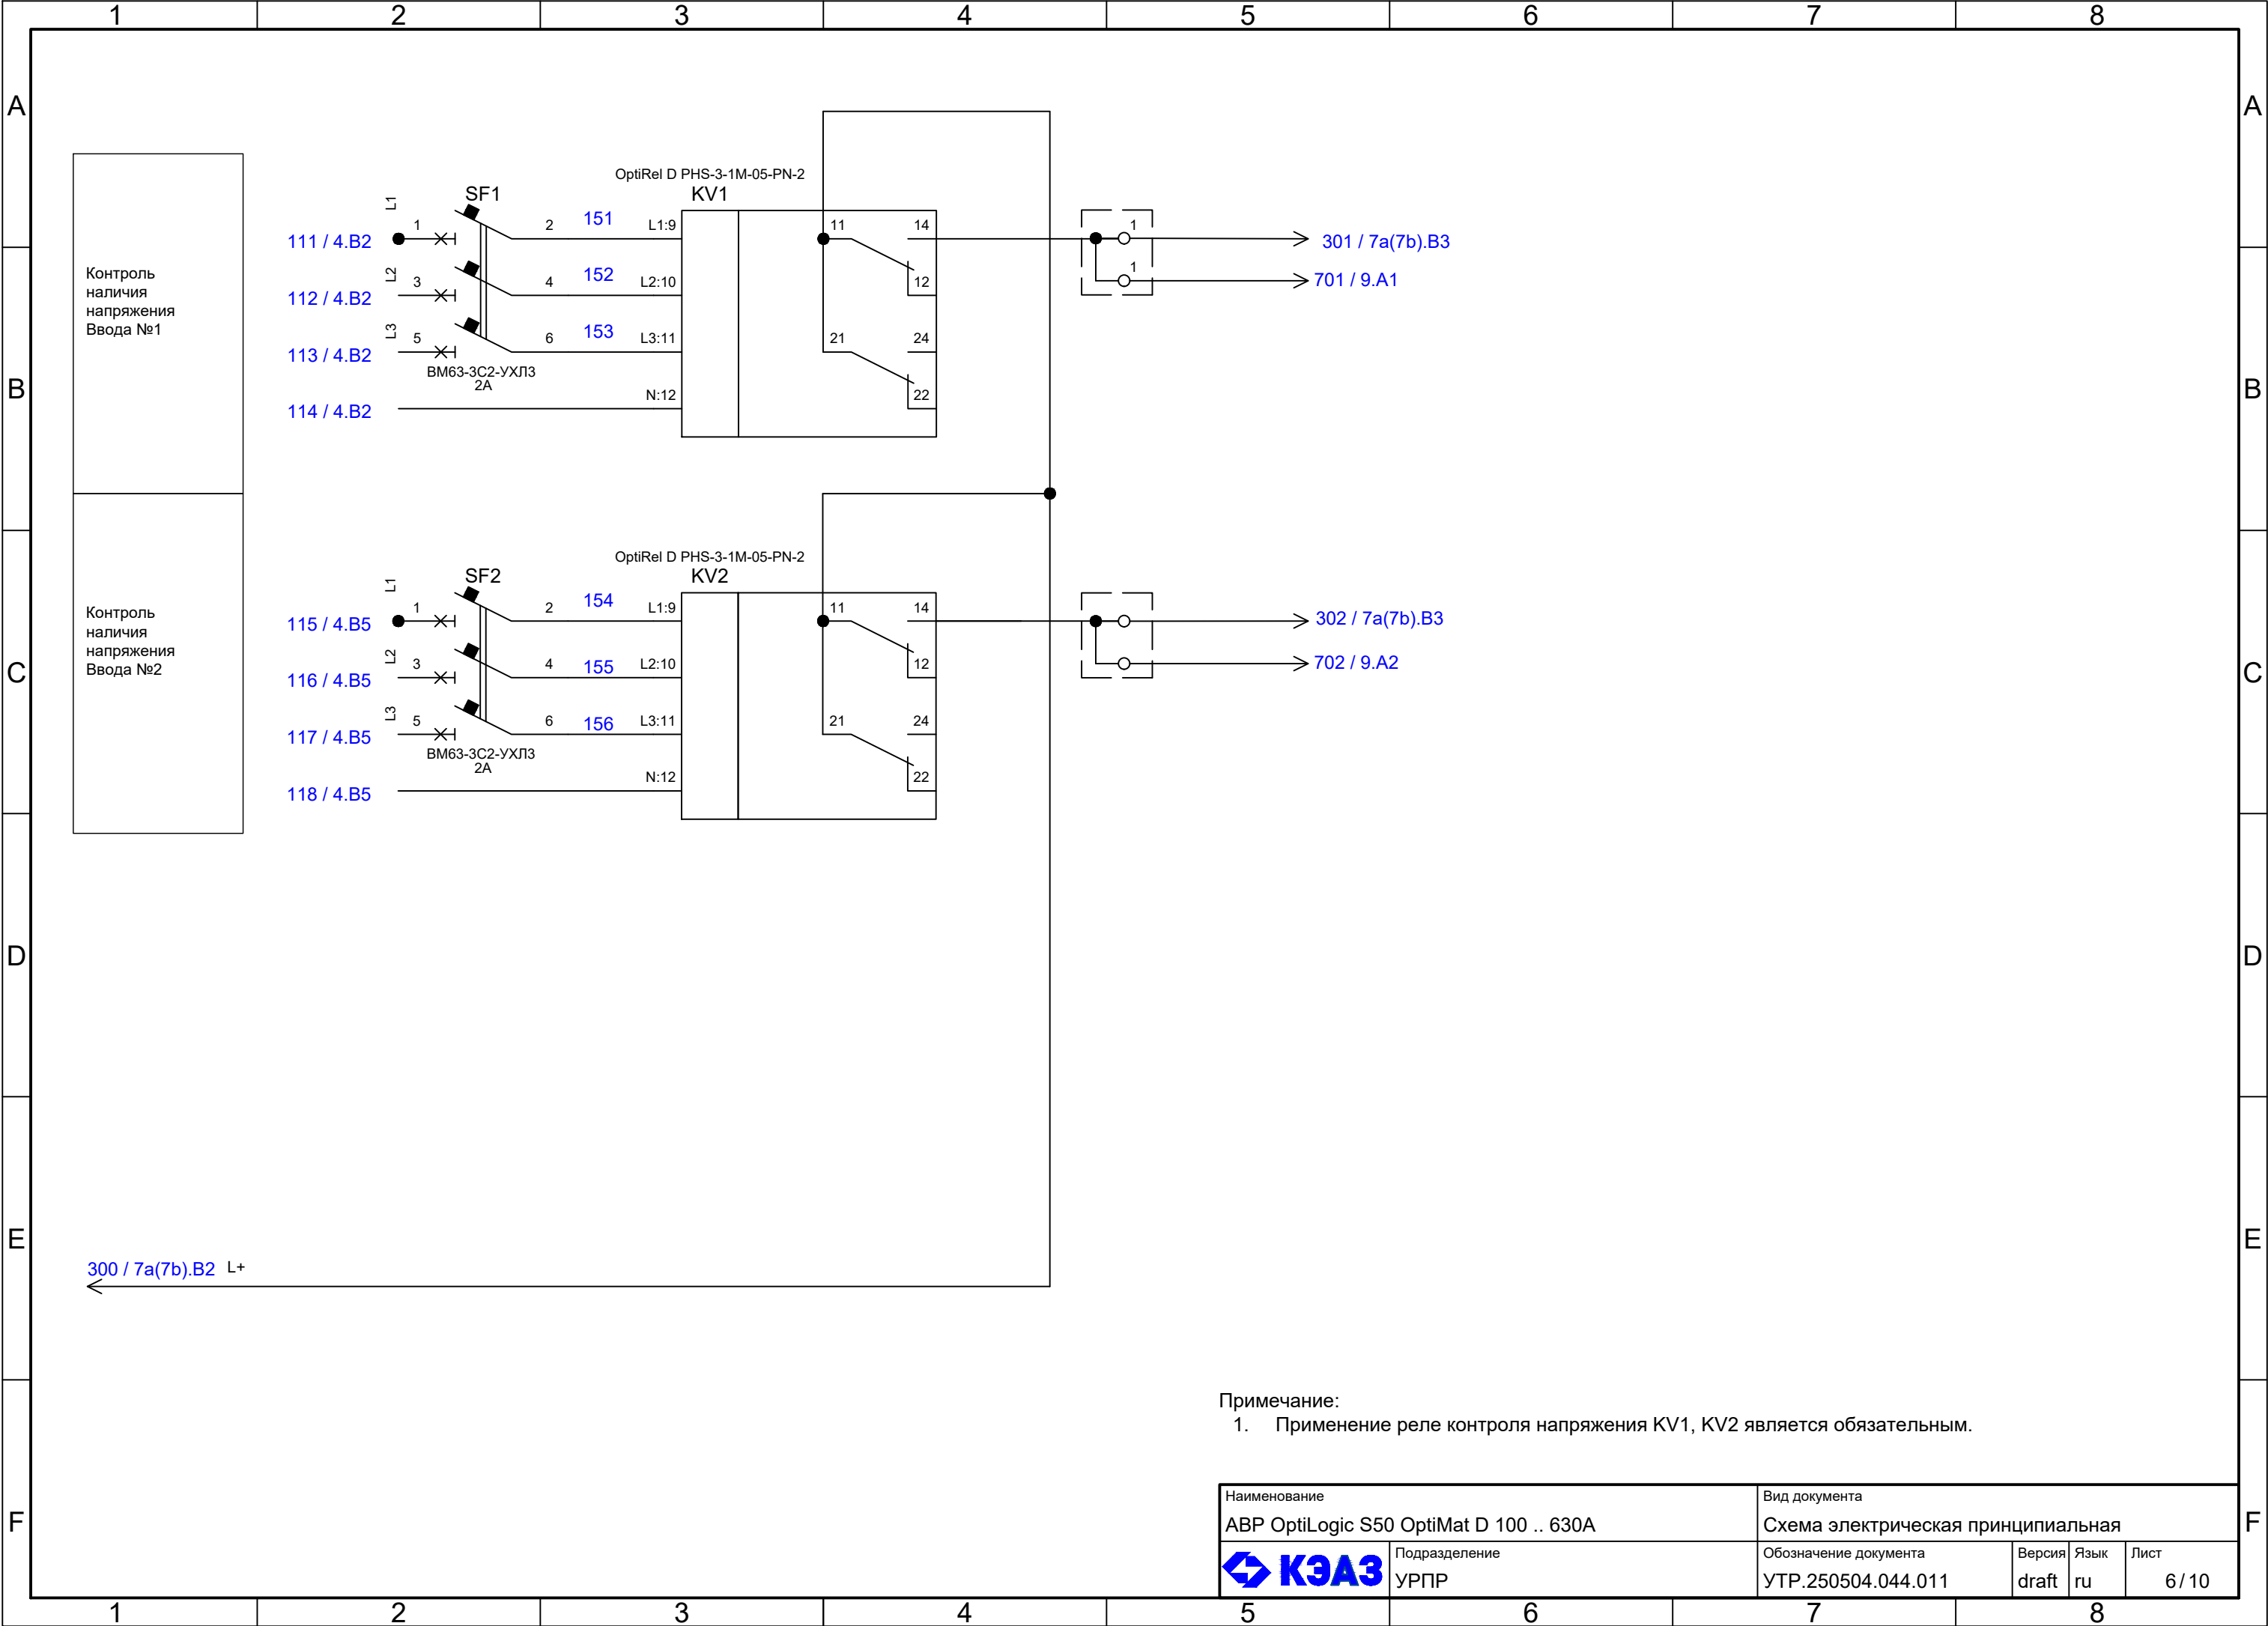 1 2 3 4 5 6 7 8
A A
Контроль
наличия
напряжения
Ввода №1
OptiRel D PHS-3-1M-05-PN-2
SF1 KV1
L1 1 2 151 L1:9 11 14 1
111 / 4.B2 301 / 7a(7b).B3
L2 3 4 152 L2:10 12 1
112 / 4.B2 701 / 9.A1
L3 5 6 153 L3:11 21 24
113 / 4.B2
ВМ63-3С2-УХЛ3
2А
B B
N:12 22
114 / 4.B2
Контроль
наличия
напряжения
Ввода №2
OptiRel D PHS-3-1M-05-PN-2
SF2 KV2
L1 1 2 154 L1:9 11 14
115 / 4.B5 302 / 7a(7b).B3
L2 3 4 155 L2:10 12
116 / 4.B5 702 / 9.A2
C C
L3 5 6 156 L3:11 21 24
117 / 4.B5
ВМ63-3С2-УХЛ3
2А
N:12 22
118 / 4.B5
D D
E E
300 / 7a(7b).B2 L+
Примечание:
1. Применение реле контроля напряжения KV1, KV2 является обязательным.
F F
Наименование
АВР OptiLogic S50 OptiMat D 100 .. 630А
Вид документа
Схема электрическая принципиальная
КЭАЗ
Подразделение
УРПР
Обозначение документа
УТР.250504.044.011
Версия
draft
Язык
ru
Лист
6 / 10
1 2 3 4 5 6 7 8